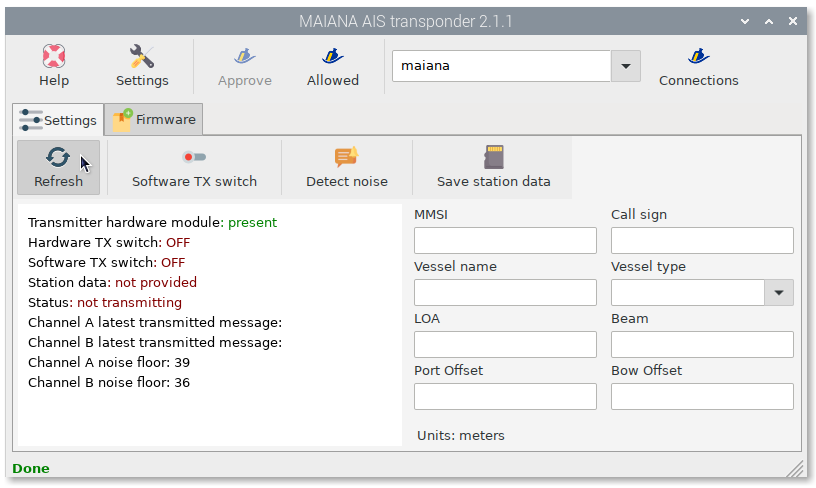 MAIANA AIS transponder 2.1.1
Help
Settings
Approve
Allowed
maiana
Connections
Settings
Firmware
Refresh
Software TX switch
Detect noise
Save station data
Transmitter hardware module: present
Hardware TX switch: OFF
Software TX switch: OFF
Station data: not provided
Status: not transmitting
Channel A latest transmitted message:
Channel B latest transmitted message:
Channel A noise floor: 39
Channel B noise floor: 36
MMSI
Call sign
Vessel name
Vessel type
LOA
Beam
Port Offset
Bow Offset
Units: meters
Done